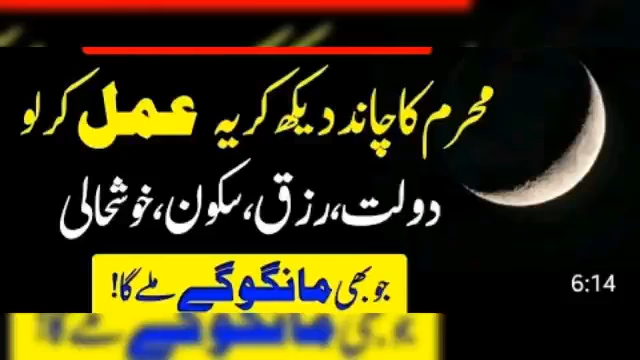 محرم کا چاند دیکھ کر یہ عمل کر لو
دولت، رزق، سکون، خوشحالی
جو بھی مانگو گے ملے گا!
6:14